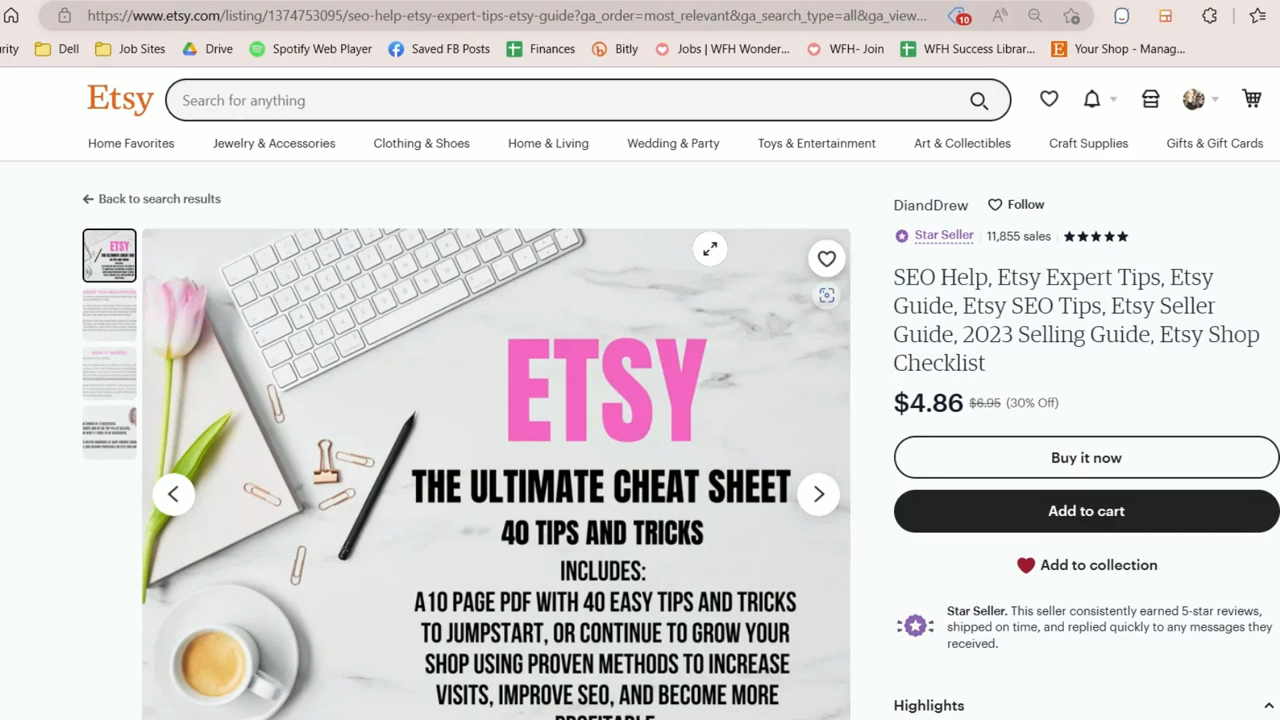 https://www.etsy.com/listing/1374753095/seo-help-etsy-expert-tips-etsy-guide?ga_order=most_relevant&ga_search_type=all&ga_view...
10
urity Dell Job Sites Drive Spotify Web Player Saved FB Posts Finances Bitly Jobs | WFH Wonder... WFH- Join WFH Success Librar... Your Shop - Manag...
Etsy
Search for anything
Home Favorites Jewelry & Accessories Clothing & Shoes Home & Living Wedding & Party Toys & Entertainment Art & Collectibles Craft Supplies Gifts & Gift Cards
Back to search results
DiandDrew Follow
Star Seller 11,855 sales
SEO Help, Etsy Expert Tips, Etsy
Guide, Etsy SEO Tips, Etsy Seller
Guide, 2023 Selling Guide, Etsy Shop
Checklist
$4.86 $6.95 (30% Off)
Buy it now
Add to cart
Add to collection
Star Seller. This seller consistently earned 5-star reviews,
shipped on time, and replied quickly to any messages they
received.
Highlights
ETSY
THE ULTIMATE CHEAT SHEET
40 TIPS AND TRICKS
INCLUDES:
A 10 PAGE PDF WITH 40 EASY TIPS AND TRICKS
TO JUMPSTART, OR CONTINUE TO GROW YOUR
SHOP USING PROVEN METHODS TO INCREASE
VISITS, IMPROVE SEO, AND BECOME MORE
PROFITABLE